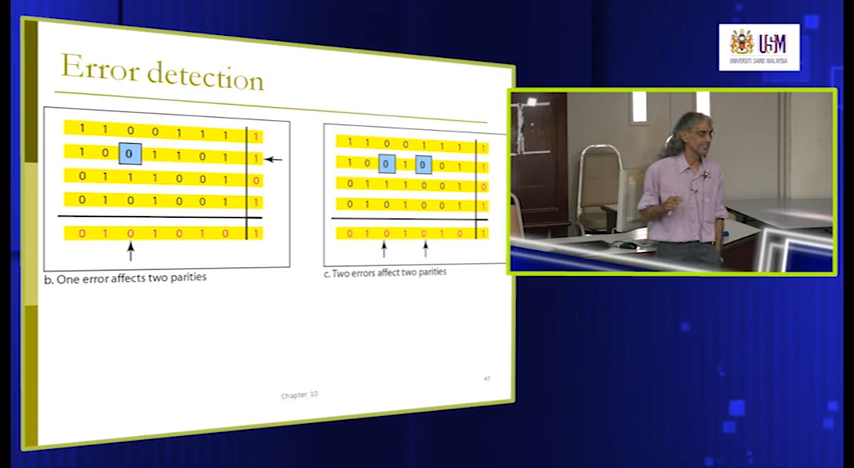 Error detection
1 1 0 0 1 1 1 1
1 0 0 1 1 0 1 1
0 1 1 1 0 0 1 0
0 1 0 1 0 0 1 1
0 1 0 1 0 1 0 1
b. One error affects two parities
1 1 0 0 1 1 1 1
1 0 0 1 0 0 1 1
0 1 1 1 0 0 1 0
0 1 0 1 0 0 1 1
0 1 0 1 0 1 0 1
c. Two errors affect two parities
Chapter 10
47
USM
UNIVERSITI SAINS MALAYSIA